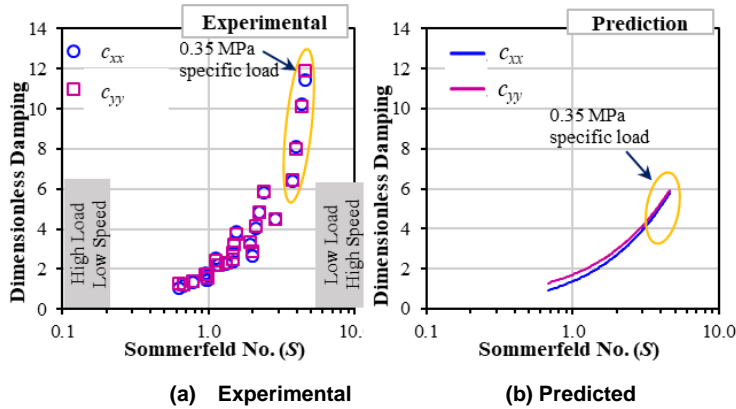 Experimental
0.35 MPa
specific load
c_xx
c_yy
14
12
10
8
6
4
2
0
Dimensionless Damping
High Load
Low Speed
Low Load
High Speed
0.1
1.0
10.0
Sommerfeld No. (S)
(a) Experimental
Prediction
c_xx
c_yy
0.35 MPa
specific load
14
12
10
8
6
4
2
0
Dimensionless Damping
0.1
1.0
10.0
Sommerfeld No. (S)
(b) Predicted